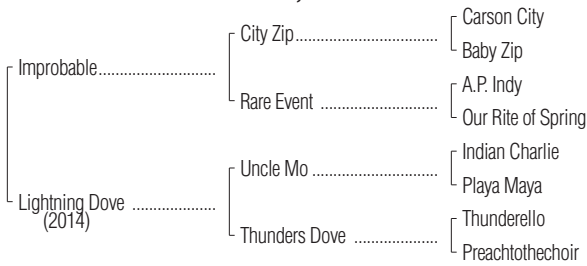 Carson City
City Zip..................................
Baby Zip
Improbable...........................
A.P. Indy
Rare Event ...........................
Our Rite of Spring
Indian Charlie
Uncle Mo .............................
Playa Maya
Lightning Dove ...................
(2014)
Thunderello
Thunders Dove ...................
Preachtothechoir